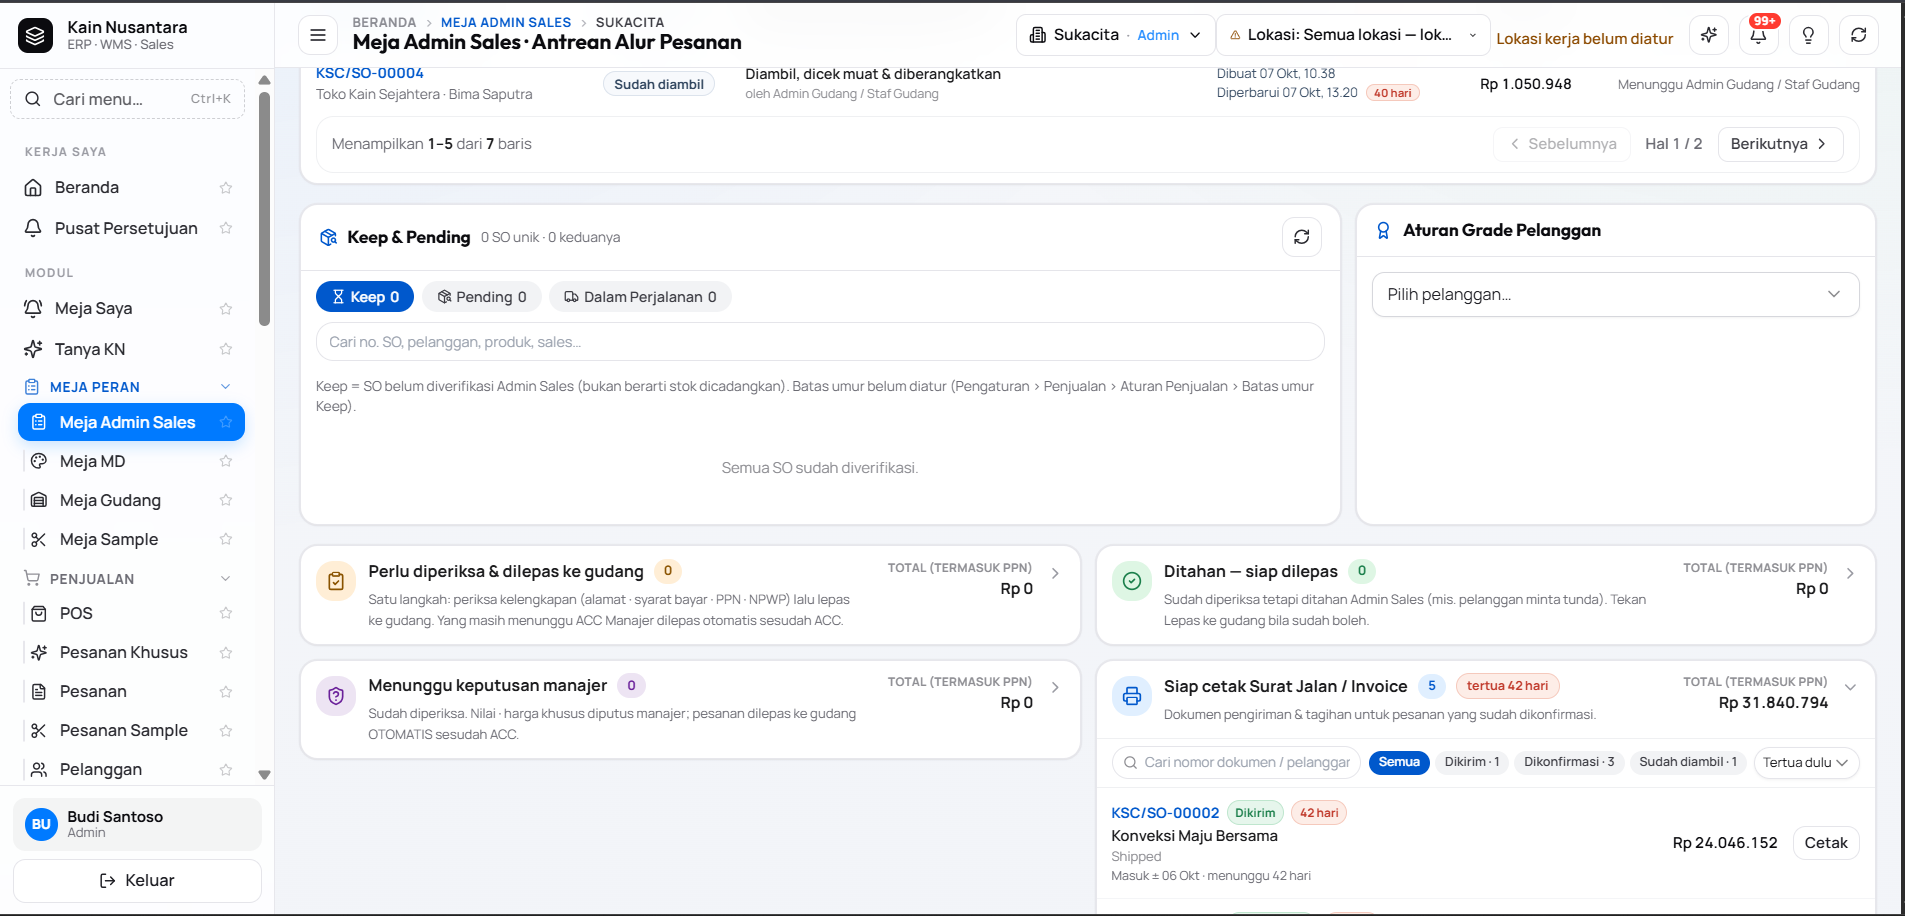 Kain Nusantara
ERP · WMS · Sales
Cari menu...
Ctrl+K
KERJA SAYA
Beranda
Pusat Persetujuan
MODUL
Meja Saya
Tanya KN
MEJA PERAN
Meja Admin Sales
Meja MD
Meja Gudang
Meja Sample
PENJUALAN
POS
Pesanan Khusus
Pesanan
Pesanan Sample
Pelanggan
BU
Budi Santoso
Admin
Keluar
BERANDA > MEJA ADMIN SALES > SUKACITA
Meja Admin Sales · Antrean Alur Pesanan
Sukacita · Admin
Lokasi: Semua lokasi — lok...
Lokasi kerja belum diatur
99+
KSC/SO-00004
Toko Kain Sejahtera · Bima Saputra
Sudah diambil
Diambil, dicek muat & diberangkatkan
oleh Admin Gudang / Staf Gudang
Dibuat 07 Okt, 10.38
Diperbarui 07 Okt, 13.20
40 hari
Rp 1.050.948
Menunggu Admin Gudang / Staf Gudang
Menampilkan 1–5 dari 7 baris
Sebelumnya
Hal 1 / 2
Berikutnya
Keep & Pending
0 SO unik · 0 keduanya
Keep 0
Pending 0
Dalam Perjalanan 0
Cari no. SO, pelanggan, produk, sales...
Keep = SO belum diverifikasi Admin Sales (bukan berarti stok dicadangkan). Batas umur belum diatur (Pengaturan > Penjualan > Aturan Penjualan > Batas umur
Keep).
Semua SO sudah diverifikasi.
Aturan Grade Pelanggan
Pilih pelanggan...
Perlu diperiksa & dilepas ke gudang
0
Satu langkah: periksa kelengkapan (alamat · syarat bayar · PPN · NPWP) lalu lepas
ke gudang. Yang masih menunggu ACC Manajer dilepas otomatis sesudah ACC.
TOTAL (TERMASUK PPN)
Rp 0
Ditahan — siap dilepas
0
Sudah diperiksa tetapi ditahan Admin Sales (mis. pelanggan minta tunda). Tekan
Lepas ke gudang bila sudah boleh.
TOTAL (TERMASUK PPN)
Rp 0
Menunggu keputusan manajer
0
Sudah diperiksa. Nilai · harga khusus diputus manajer; pesanan dilepas ke gudang
OTOMATIS sesudah ACC.
TOTAL (TERMASUK PPN)
Rp 0
Siap cetak Surat Jalan / Invoice
5
tertua 42 hari
Dokumen pengiriman & tagihan untuk pesanan yang sudah dikonfirmasi.
TOTAL (TERMASUK PPN)
Rp 31.840.794
Cari nomor dokumen / pelanggar
Semua
Dikirim · 1
Dikonfirmasi · 3
Sudah diambil · 1
Tertua dulu
KSC/SO-00002
Dikirim
42 hari
Konveksi Maju Bersama
Shipped
Masuk ± 06 Okt · menunggu 42 hari
Rp 24.046.152
Cetak